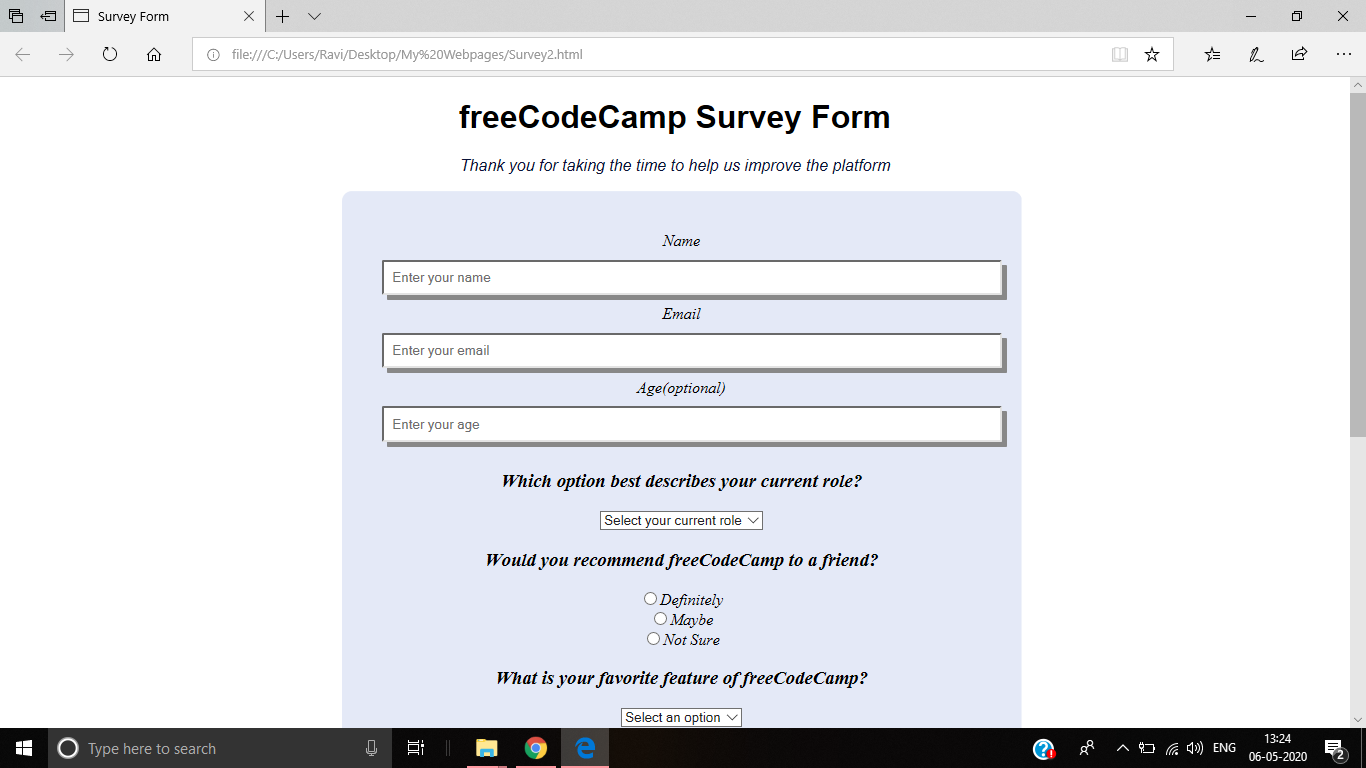 Survey Form
file:///C:/Users/Ravi/Desktop/My%20Webpages/Survey2.html
freeCodeCamp Survey Form
Thank you for taking the time to help us improve the platform
Name
Enter your name
Email
Enter your email
Age(optional)
Enter your age
Which option best describes your current role?
Select your current role
Would you recommend freeCodeCamp to a friend?
Definitely
Maybe
Not Sure
What is your favorite feature of freeCodeCamp?
Select an option
Type here to search
ENG
13:24
06-05-2020
2